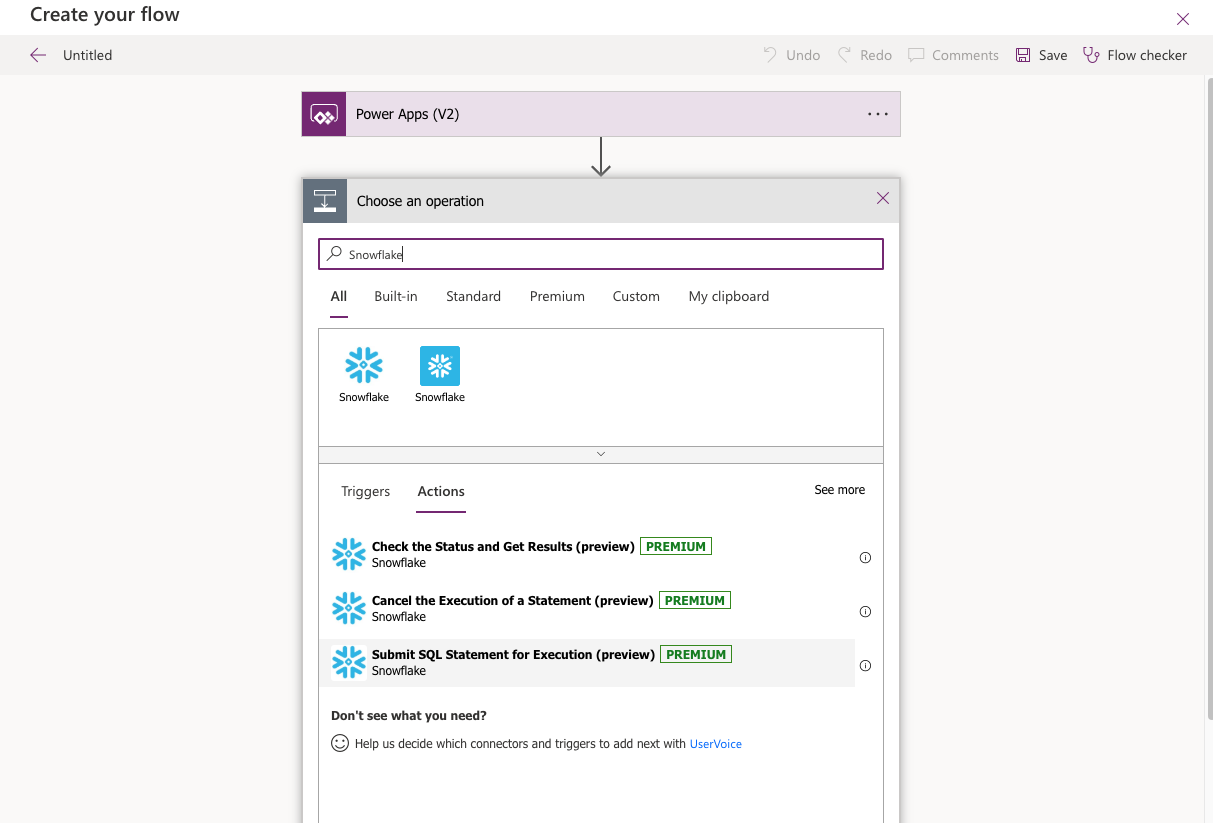 Create your flow
Untitled
Undo
Redo
Comments
Save
Flow checker
Power Apps (V2)
Choose an operation
Snowflake
All
Built-in
Standard
Premium
Custom
My clipboard
Snowflake
Snowflake
Triggers
Actions
See more
Check the Status and Get Results (preview) PREMIUM
Snowflake
Cancel the Execution of a Statement (preview) PREMIUM
Snowflake
Submit SQL Statement for Execution (preview) PREMIUM
Snowflake
Don't see what you need?
Help us decide which connectors and triggers to add next with UserVoice